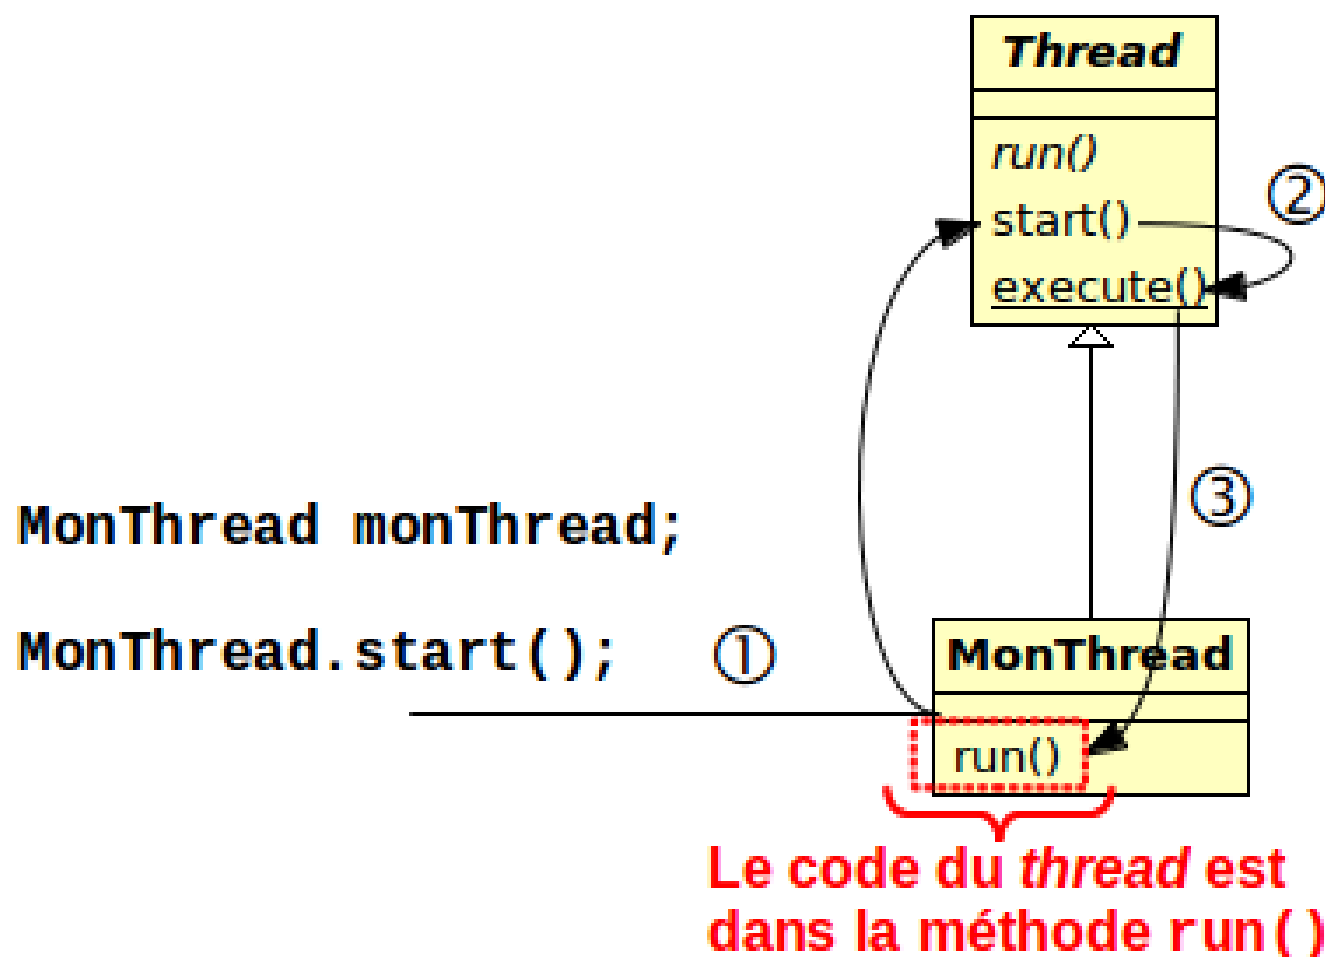 Thread
run()
start()
②
execute()
③
MonThread monThread;
MonThread.start();
①
MonThread
run()
Le code du thread est
dans la méthode run()